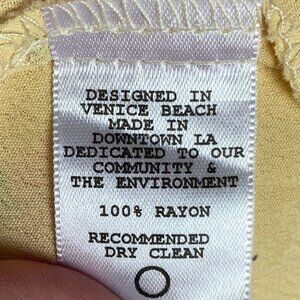 DESIGNED IN
VENICE BEACH
MADE IN
DOWNTOWN LA
DEDICATED TO OUR
COMMUNITY &
THE ENVIRONMENT
100% RAYON
RECOMMENDED
DRY CLEAN